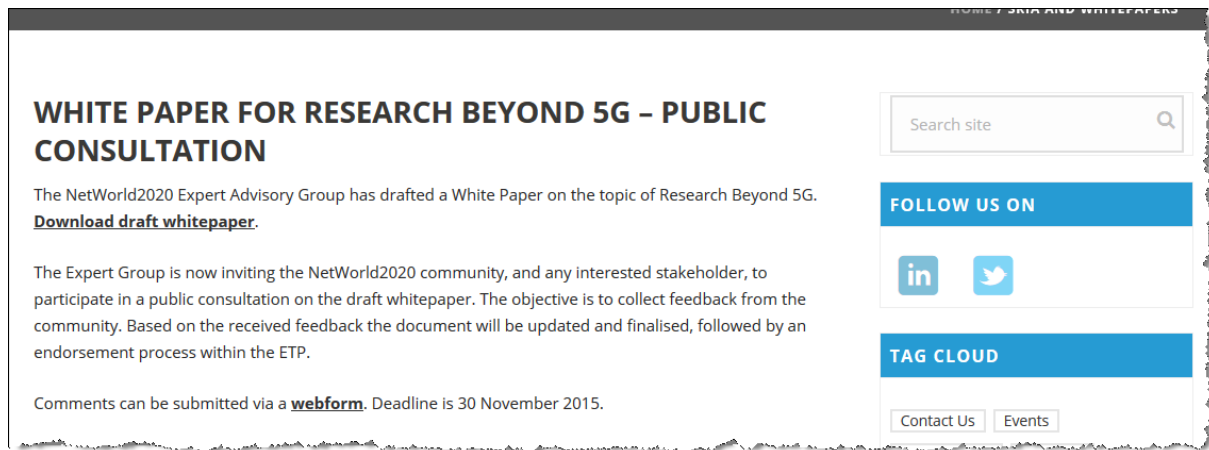 HOME / SRIA AND WHITEPAPERS
WHITE PAPER FOR RESEARCH BEYOND 5G – PUBLIC
CONSULTATION
The NetWorld2020 Expert Advisory Group has drafted a White Paper on the topic of Research Beyond 5G.
Download draft whitepaper.
The Expert Group is now inviting the NetWorld2020 community, and any interested stakeholder, to
participate in a public consultation on the draft whitepaper. The objective is to collect feedback from the
community. Based on the received feedback the document will be updated and finalised, followed by an
endorsement process within the ETP.
Comments can be submitted via a webform. Deadline is 30 November 2015.
Search site
FOLLOW US ON
in
TAG CLOUD
Contact Us
Events